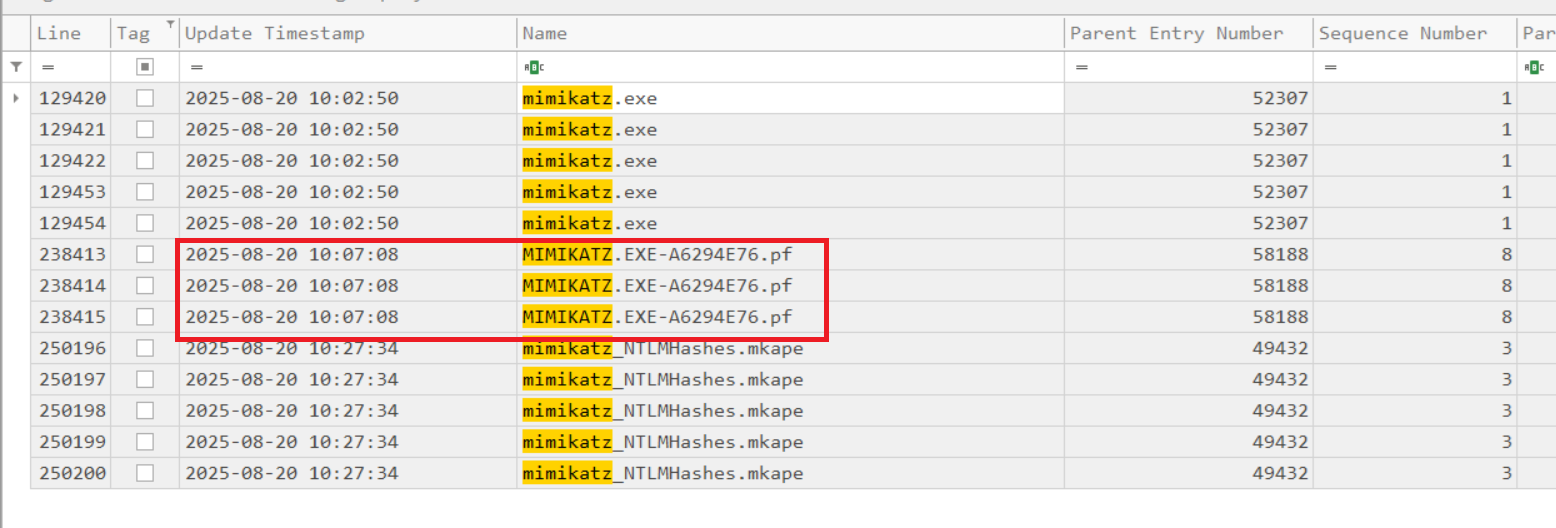 Line Tag Update Timestamp Name Parent Entry Number Sequence Number Par
= ■ = ABC = = ABC
129420 2025-08-20 10:02:50 mimikatz.exe 52307 1
129421 2025-08-20 10:02:50 mimikatz.exe 52307 1
129422 2025-08-20 10:02:50 mimikatz.exe 52307 1
129453 2025-08-20 10:02:50 mimikatz.exe 52307 1
129454 2025-08-20 10:02:50 mimikatz.exe 52307 1
238413 2025-08-20 10:07:08 MIMIKATZ.EXE-A6294E76.pf 58188 8
238414 2025-08-20 10:07:08 MIMIKATZ.EXE-A6294E76.pf 58188 8
238415 2025-08-20 10:07:08 MIMIKATZ.EXE-A6294E76.pf 58188 8
250196 2025-08-20 10:27:34 mimikatz_NTLMHashes.mkape 49432 3
250197 2025-08-20 10:27:34 mimikatz_NTLMHashes.mkape 49432 3
250198 2025-08-20 10:27:34 mimikatz_NTLMHashes.mkape 49432 3
250199 2025-08-20 10:27:34 mimikatz_NTLMHashes.mkape 49432 3
250200 2025-08-20 10:27:34 mimikatz_NTLMHashes.mkape 49432 3